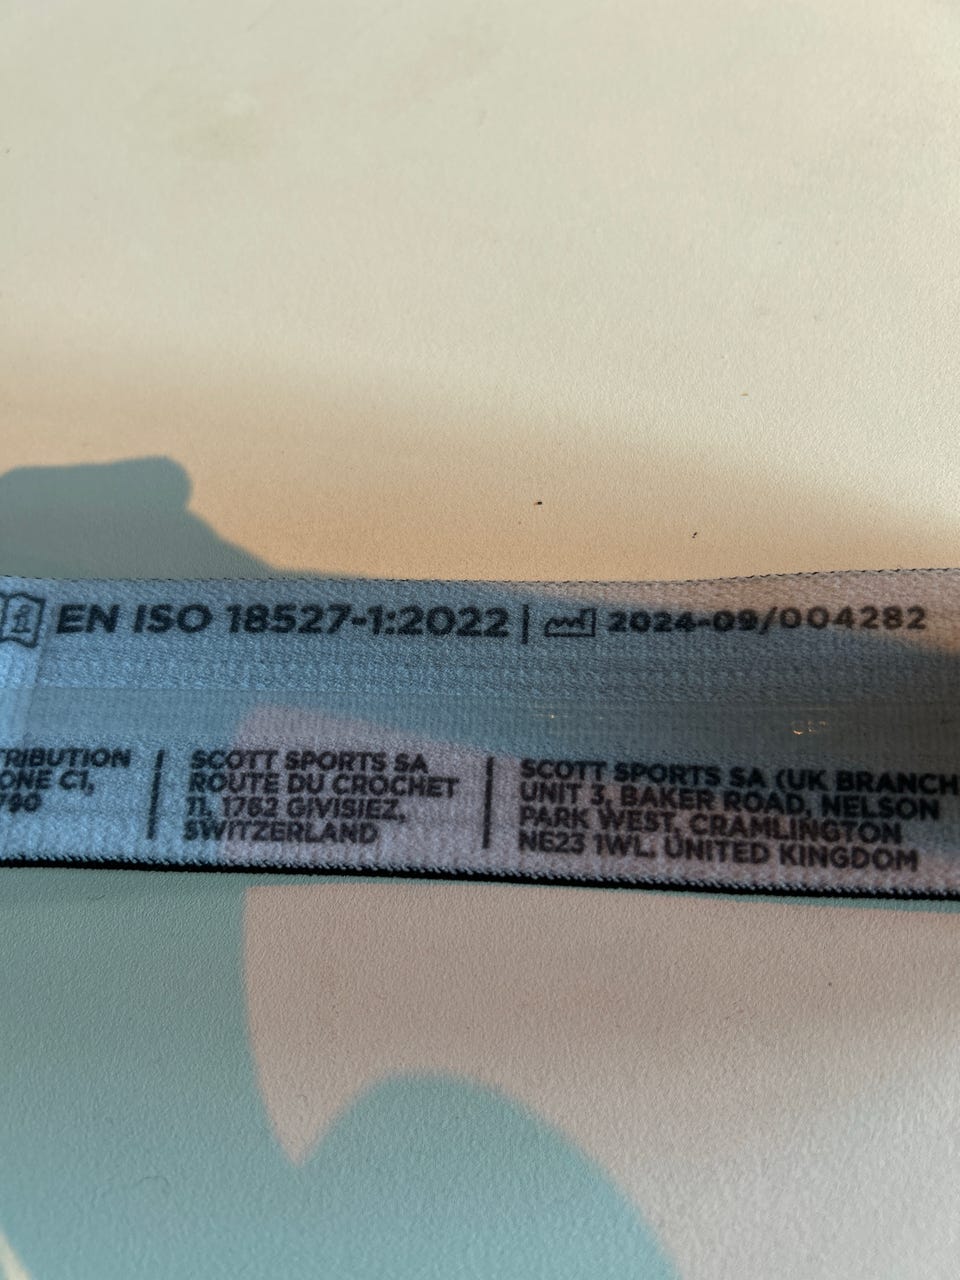 EN ISO 18527-1:2022 | 2024-09/004282
TRIBUTION
ONE C1,
790
SCOTT SPORTS SA
ROUTE DU CROCHET
11, 1762 GIVISIEZ,
SWITZERLAND
SCOTT SPORTS SA (UK BRANCH
UNIT 3, BAKER ROAD, NELSON
PARK WEST, CRAMLINGTON
NE23 1WL, UNITED KINGDOM